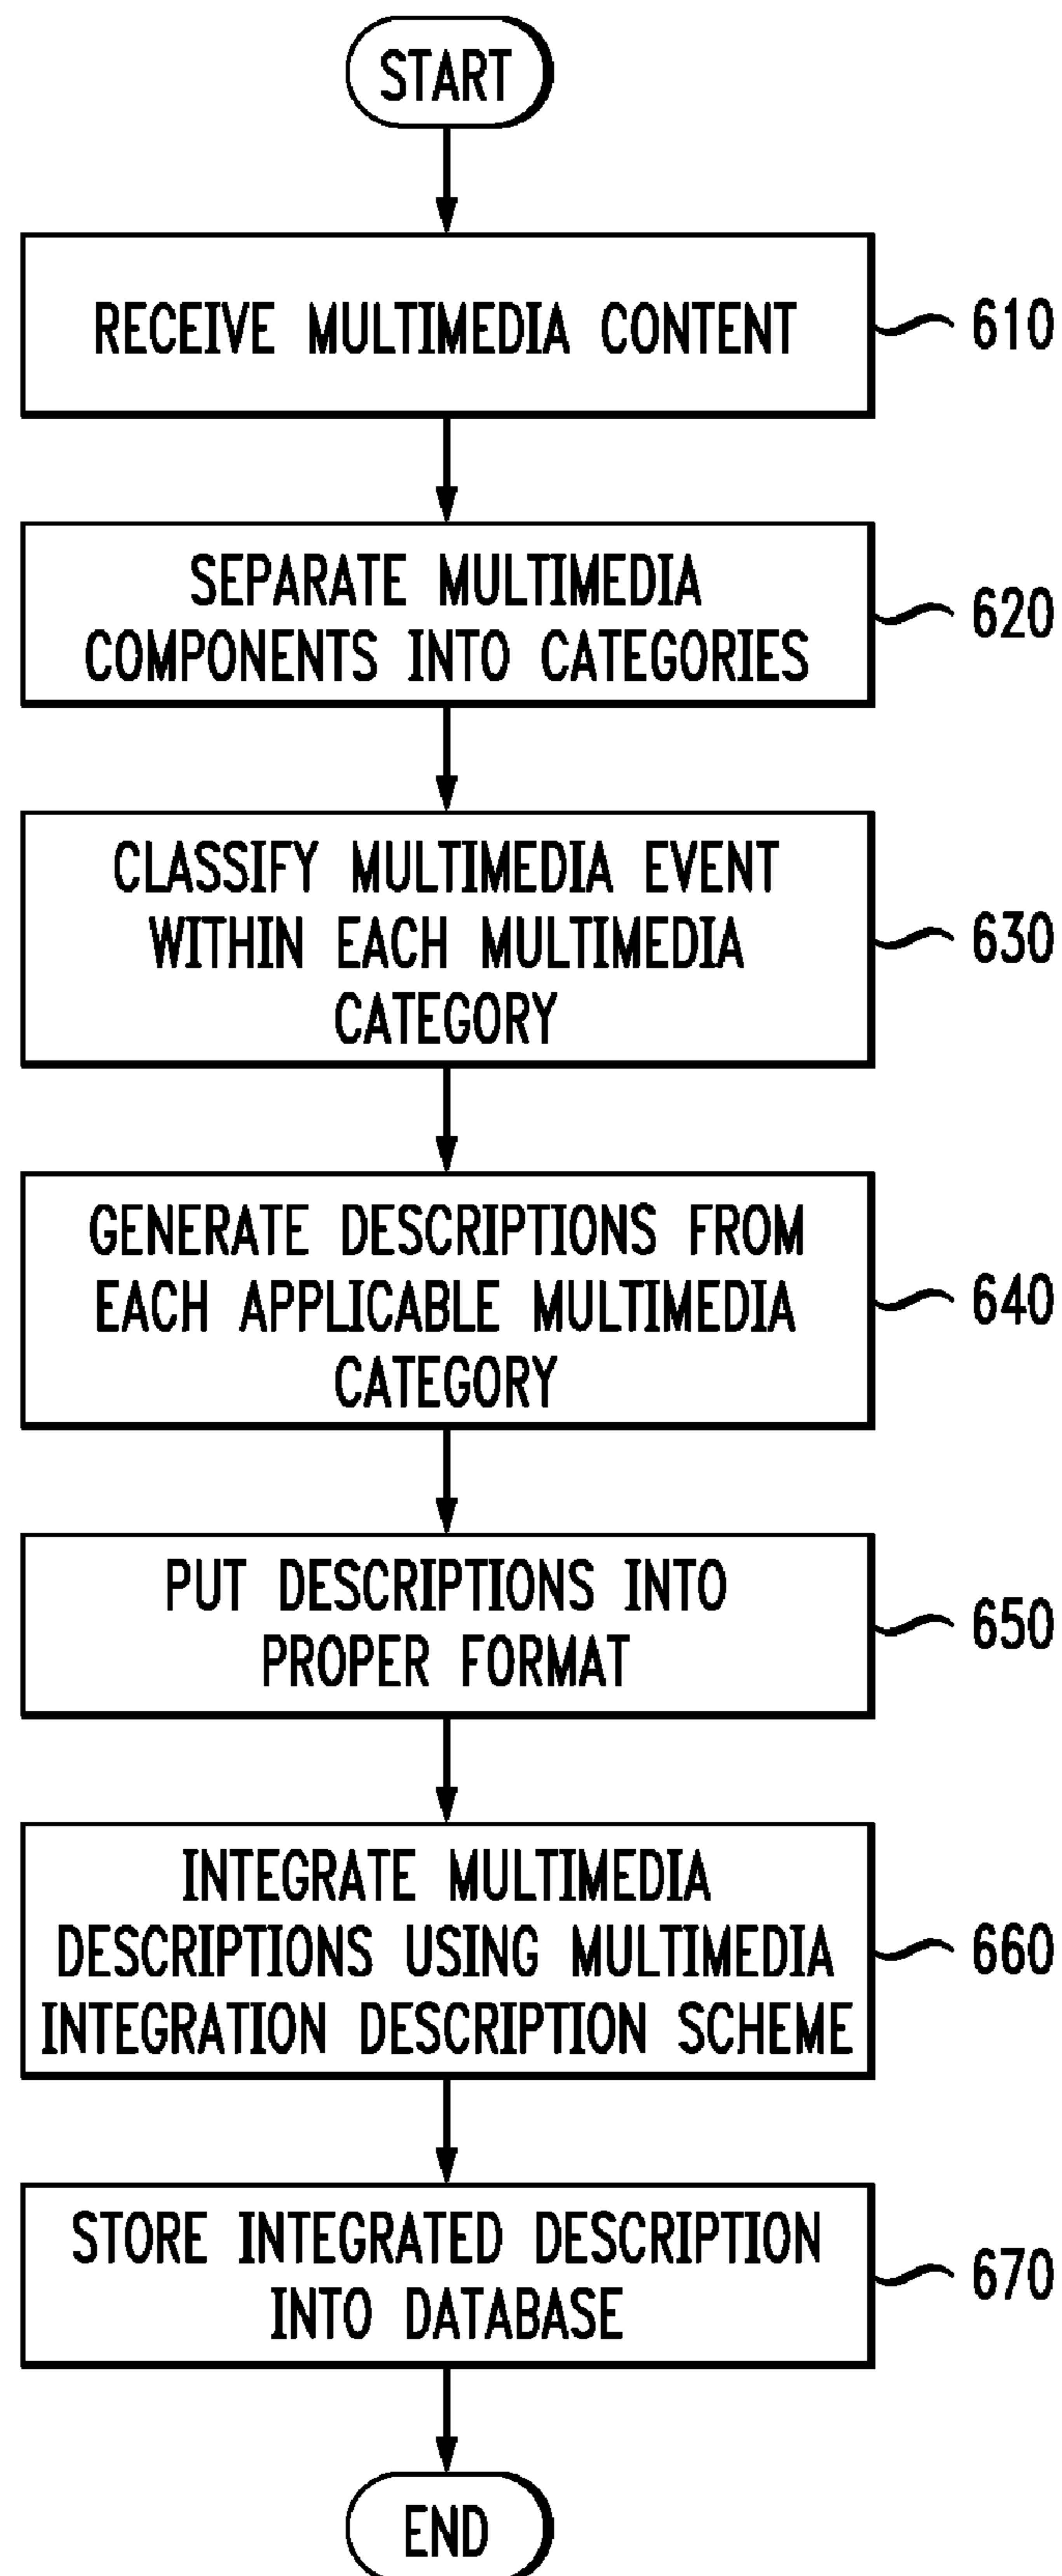 START
RECEIVE MULTIMEDIA CONTENT
610
SEPARATE MULTIMEDIA
COMPONENTS INTO CATEGORIES
620
CLASSIFY MULTIMEDIA EVENT
WITHIN EACH MULTIMEDIA
CATEGORY
630
GENERATE DESCRIPTIONS FROM
EACH APPLICABLE MULTIMEDIA
CATEGORY
640
PUT DESCRIPTIONS INTO
PROPER FORMAT
650
INTEGRATE MULTIMEDIA
DESCRIPTIONS USING MULTIMEDIA
INTEGRATION DESCRIPTION SCHEME
660
STORE INTEGRATED DESCRIPTION
INTO DATABASE
670
END